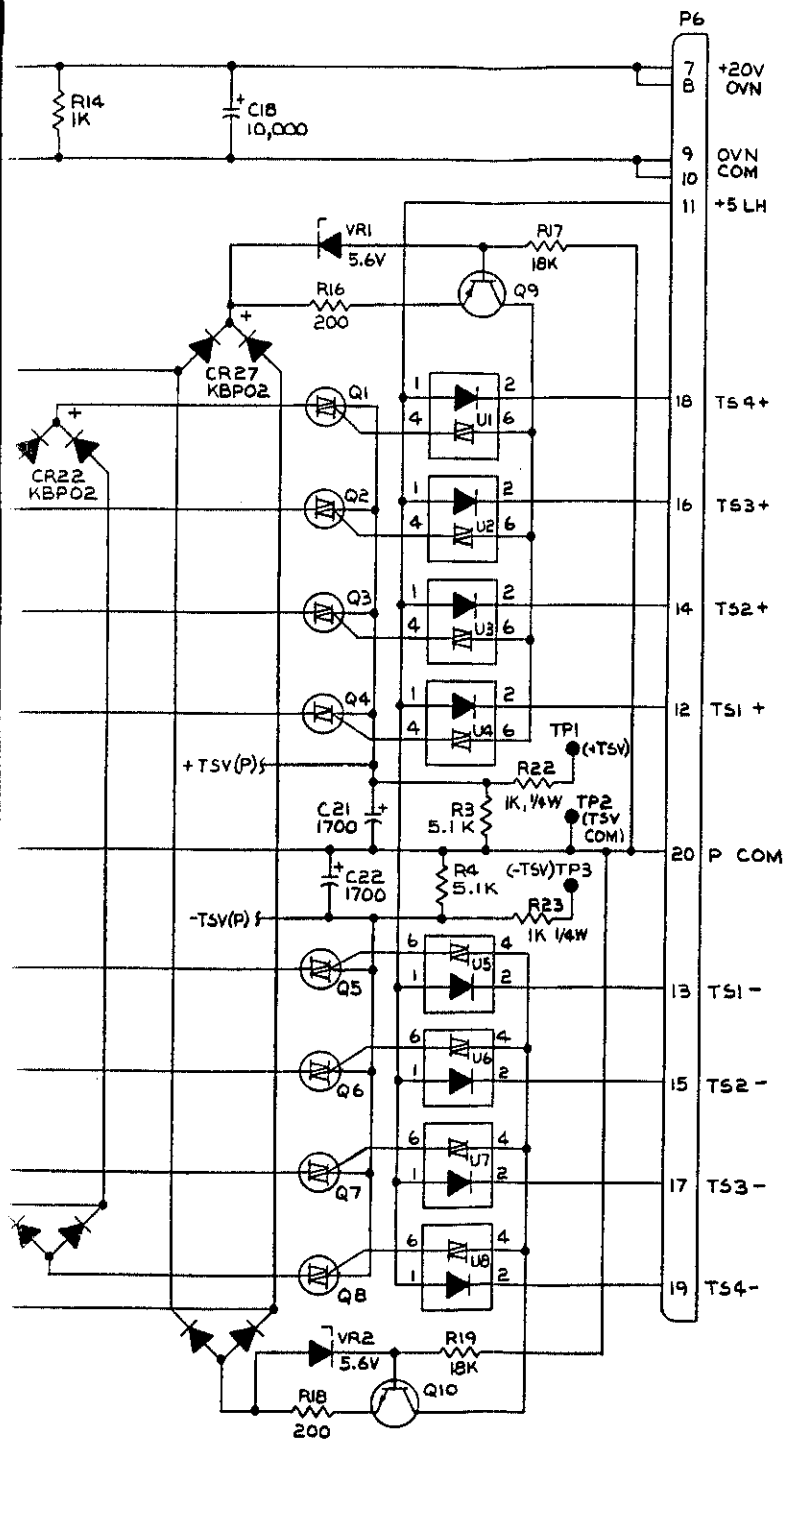 P6
7 +20V
8 OVN
R14
1K
C18
10,000
+
9 OVN
10 COM
11 +5 LH
VR1
5.6V
R17
18K
R16
200
Q9
+
CR27
KBP02
Q1
1
2
4
U1
6
18 TS4+
+
CR22
KBP02
Q2
1
2
4
U2
6
16 TS3+
Q3
1
2
4
U3
6
14 TS2+
Q4
1
2
4
U4
6
12 TS1 +
+TSV(P)
TP1
(+TSV)
R22
1K, 1/4W
C21
1700
+
R3
5.1K
TP2
(TSV
COM)
20 P COM
C22
1700
+
R4
5.1K
(-TSV)TP3
R23
1K 1/4W
-TSV(P)
Q5
6
4
U5
1
2
13 TS1-
Q6
6
4
U6
1
2
15 TS2-
Q7
6
4
U7
1
2
17 TS3-
Q8
6
4
U8
1
2
19 TS4-
VR2
5.6V
R19
18K
Q10
R18
200